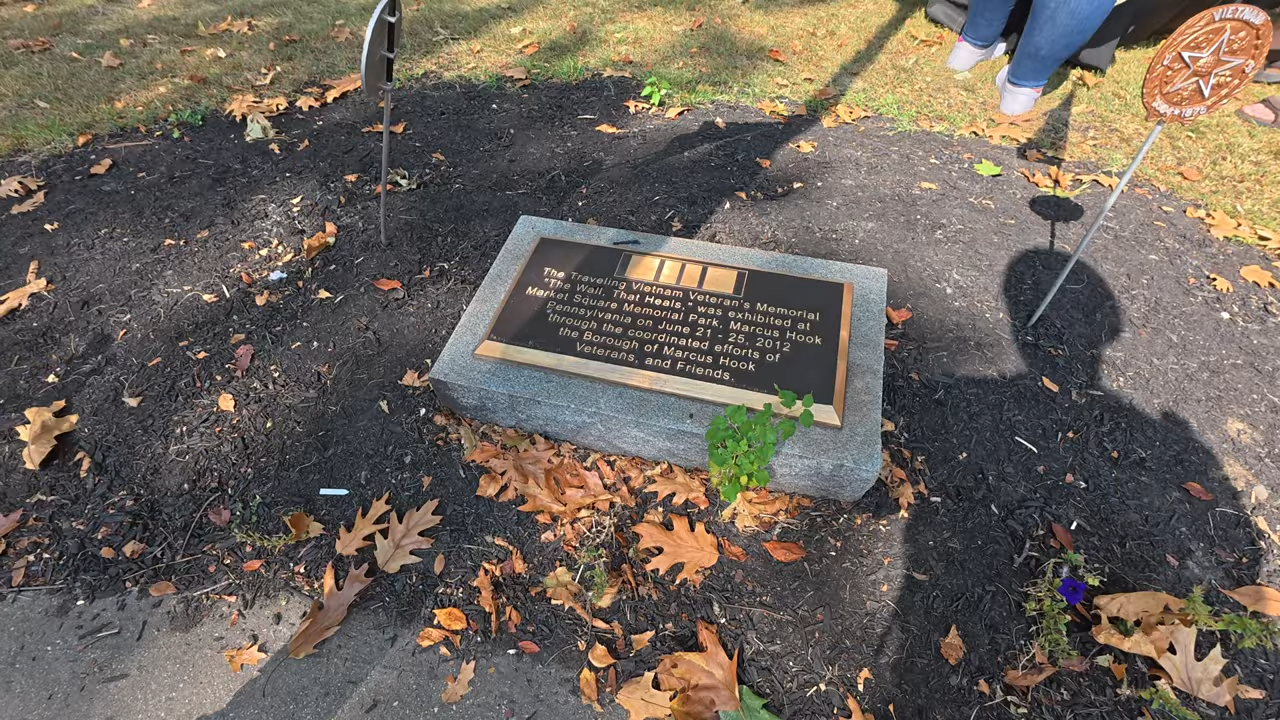 VIETNAM
The Traveling Vietnam Veteran's Memorial
"The Wall, That Heals," was exhibited at
Market Square Memorial Park, Marcus Hook
Pennsylvania on June 21 - 25, 2012
through the coordinated efforts of
the Borough of Marcus Hook
Veterans, and Friends.